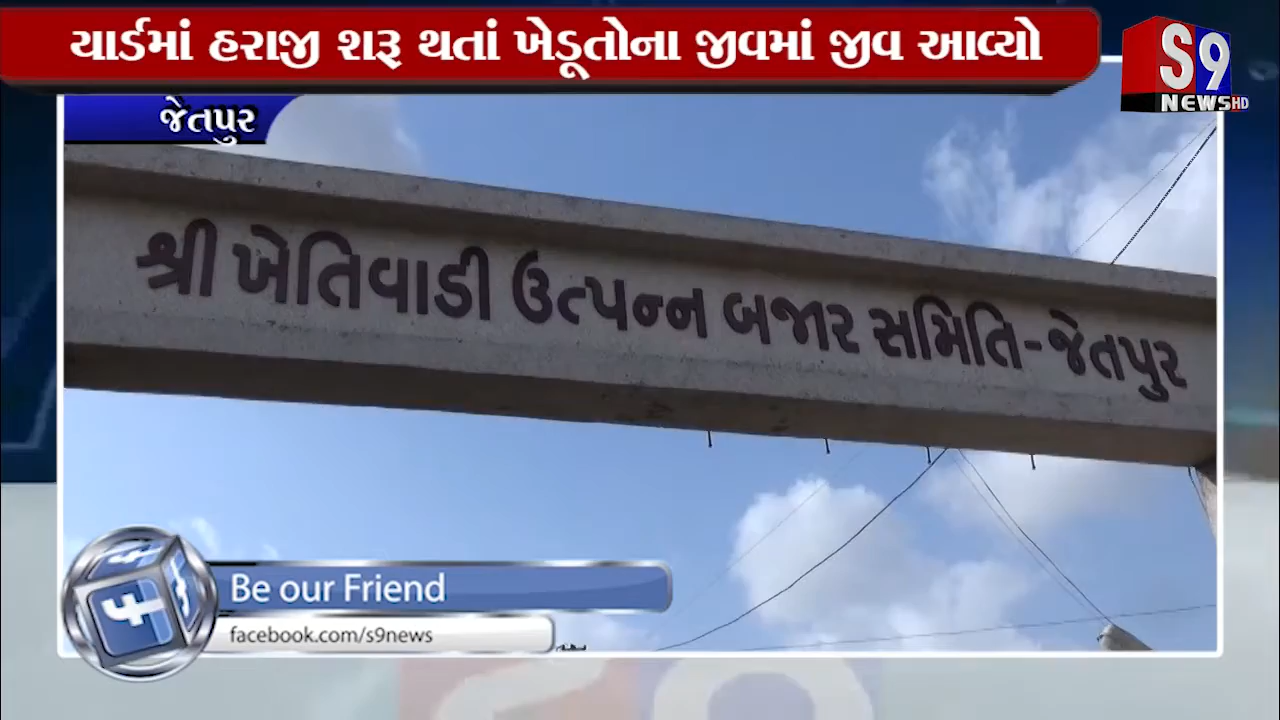 યાર્ડમાં હરાજી શરૂ થતાં ખેડૂતોના જીવમાં જીવ આવ્યો
S9
NEWS HD
જેતપુર
શ્રી ખેતિવાડી ઉત્પન્ન બજાર સમિતિ-જેતપુર
Be our Friend
facebook.com/s9news